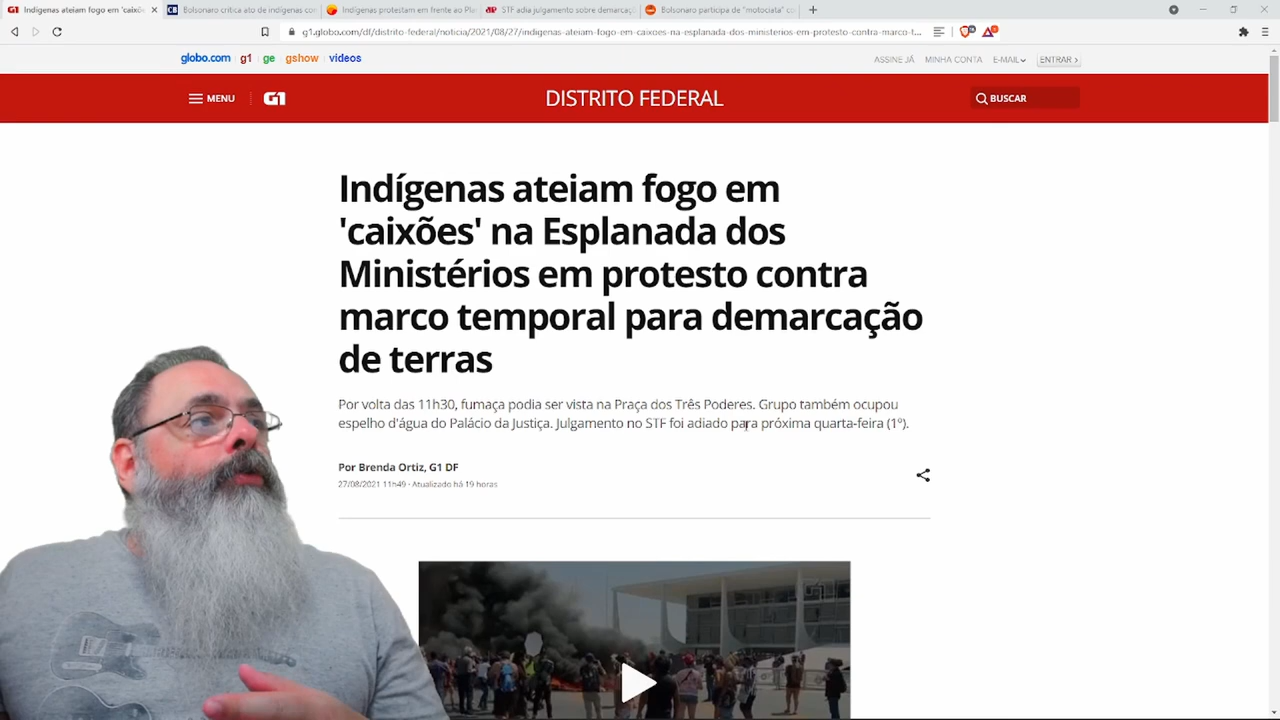 Indígenas ateiam fogo em 'caixõe
Bolsonaro critica ato de indígenas con
Indígenas protestam em frente ao Pla
STF adia julgamento sobre demarcaç
Bolsonaro participa de "motociata" co
g1.globo.com/df/distrito-federal/noticia/2021/08/27/indigenas-ateiam-fogo-em-caixoes-na-esplanada-dos-ministerios-em-protesto-contra-marco-t...
globo.com g1 ge gshow vídeos
ASSINE JÁ MINHA CONTA E-MAIL ENTRAR
MENU G1 DISTRITO FEDERAL BUSCAR
Indígenas ateiam fogo em
'caixões' na Esplanada dos
Ministérios em protesto contra
marco temporal para demarcação
de terras
Por volta das 11h30, fumaça podia ser vista na Praça dos Três Poderes. Grupo também ocupou
espelho d'água do Palácio da Justiça. Julgamento no STF foi adiado para próxima quarta-feira (1º).
Por Brenda Ortiz, G1 DF
27/08/2021 11h49 · Atualizado há 19 horas